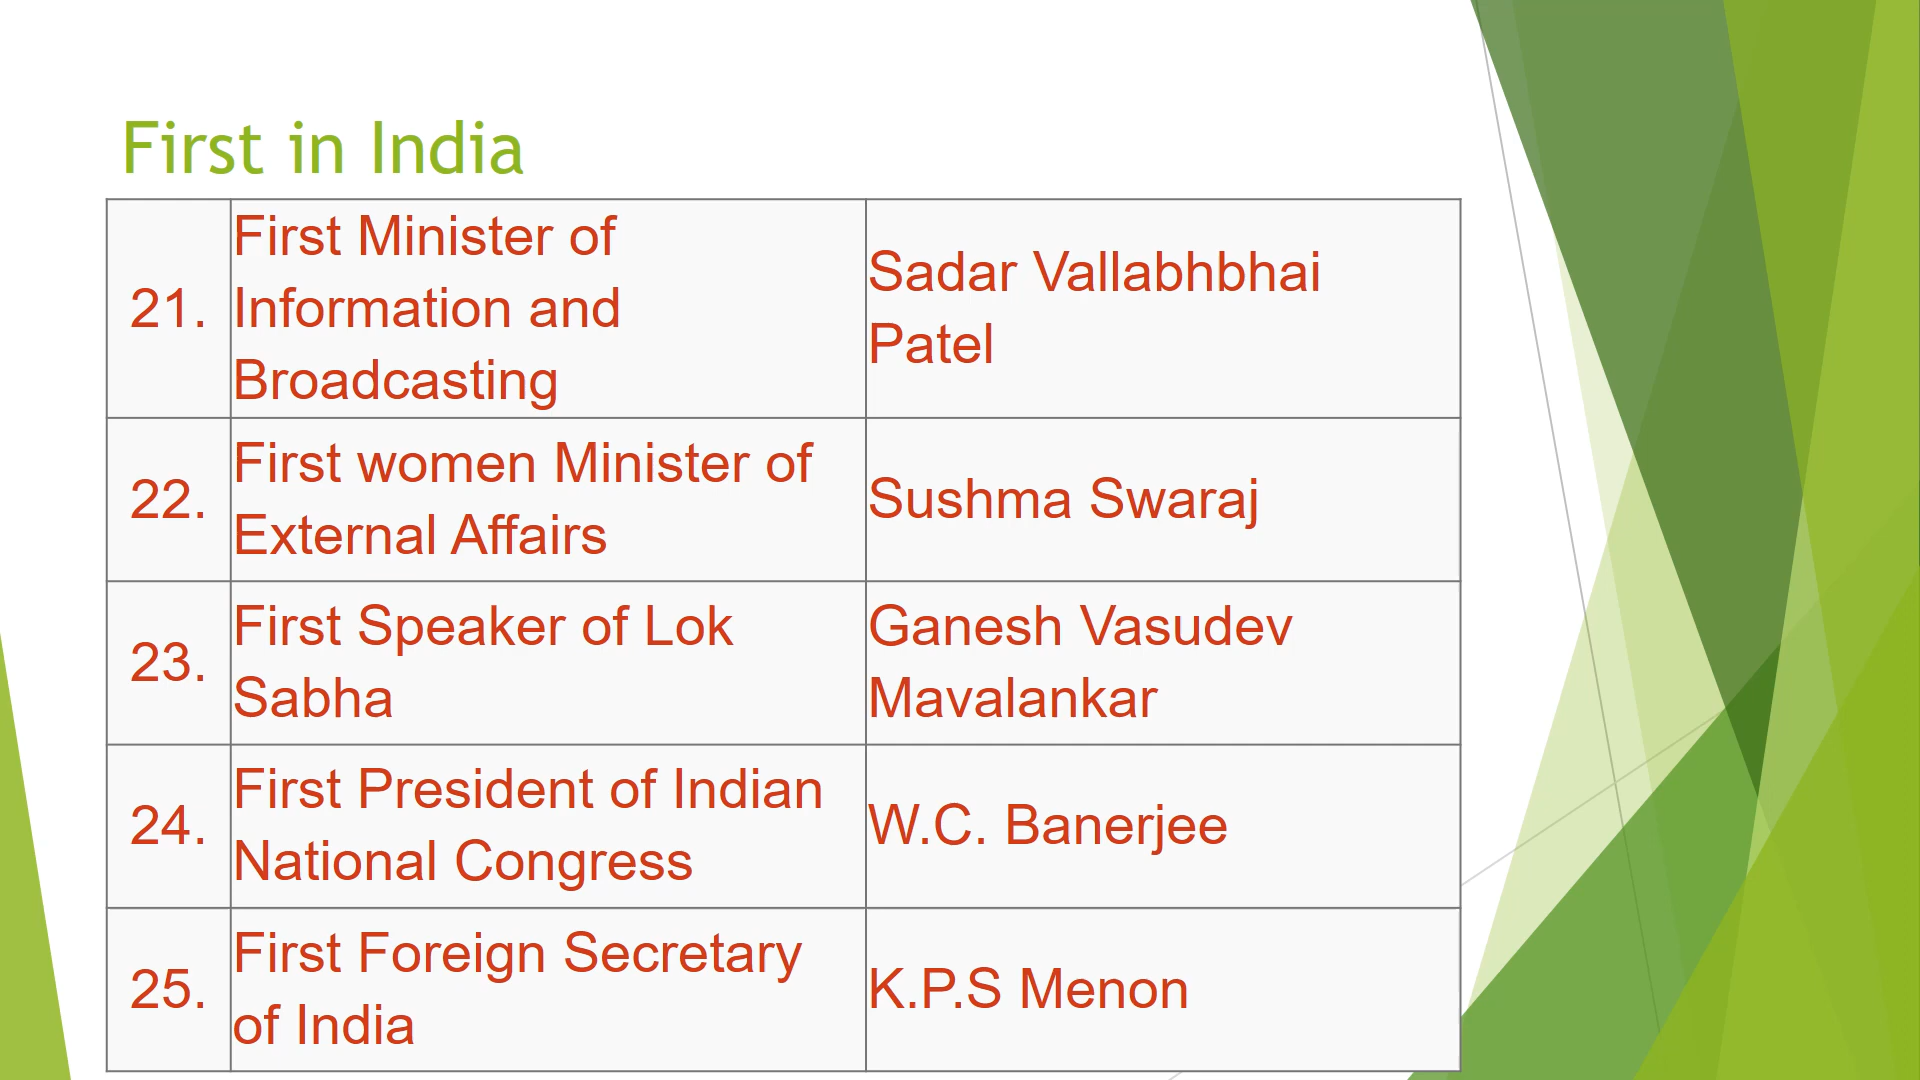 First in India
21.
First Minister of
Information and
Broadcasting
Sadar Vallabhbhai
Patel
22.
First women Minister of
External Affairs
Sushma Swaraj
23.
First Speaker of Lok
Sabha
Ganesh Vasudev
Mavalankar
24.
First President of Indian
National Congress
W.C. Banerjee
25.
First Foreign Secretary
of India
K.P.S Menon